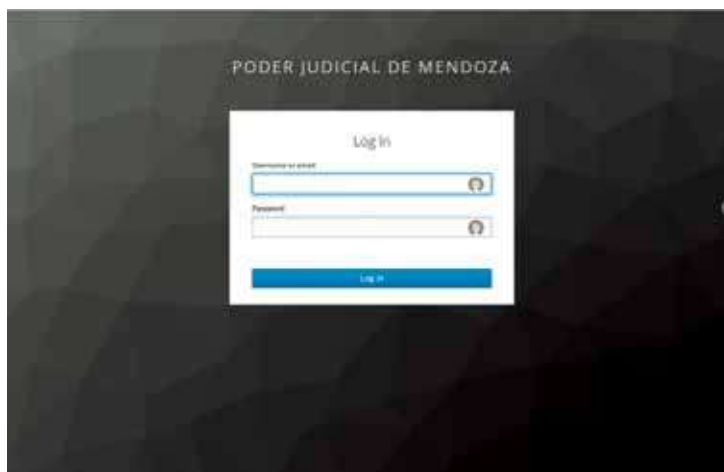 PODER JUDICIAL DE MENDOZA
Log In
Username or email
Password
Log In